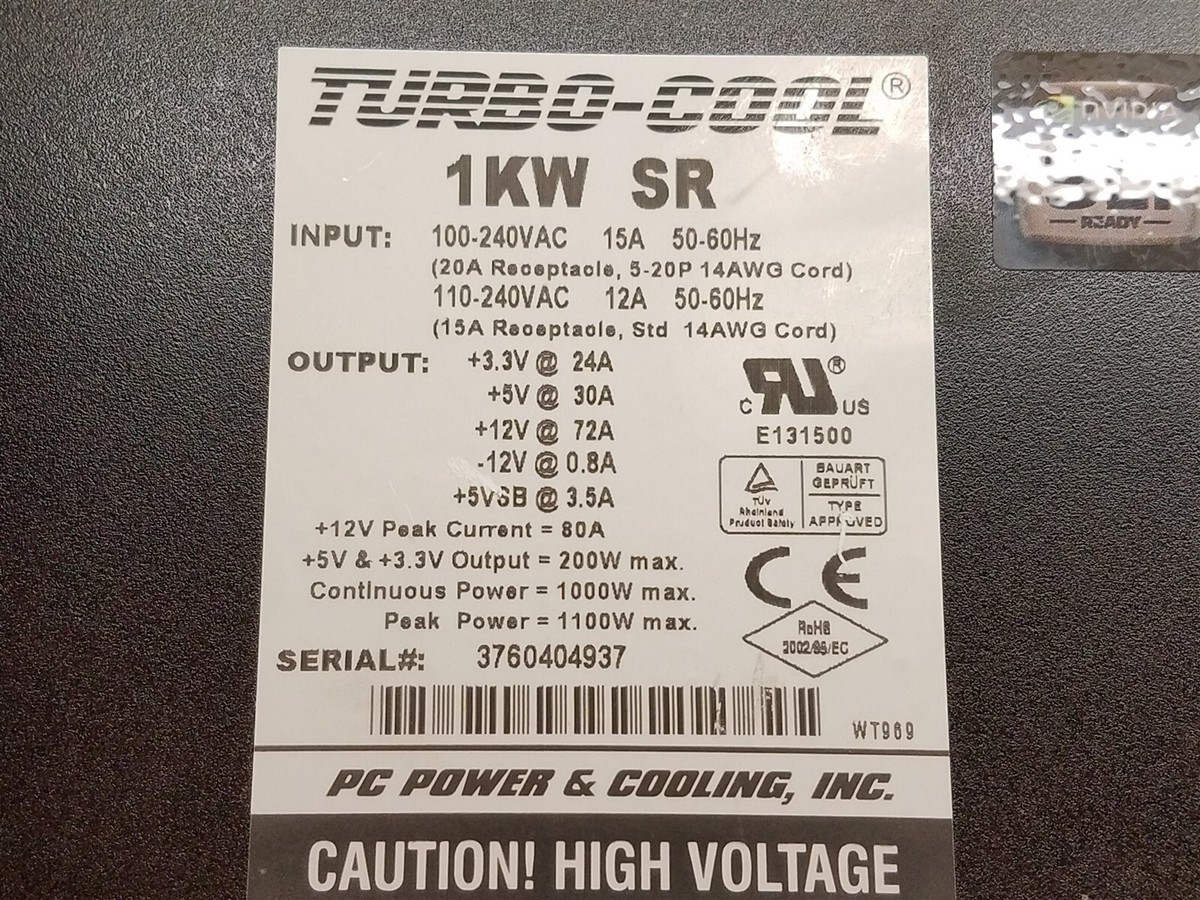 TURBO-COOL®
1KW SR
INPUT: 100-240VAC 15A 50-60Hz
(20A Receptacle, 5-20P 14AWG Cord)
110-240VAC 12A 50-60Hz
(15A Receptacle, Std 14AWG Cord)
OUTPUT: +3.3V @ 24A
+5V @ 30A
+12V @ 72A
-12V @ 0.8A
+5VSB @ 3.5A
+12V Peak Current = 80A
+5V & +3.3V Output = 200W max.
Continuous Power = 1000W max.
Peak Power = 1100W max.
SERIAL#: 3760404937
C RU® US
E131500
TÜV
Rheinland
Product Safety
BAUART
GEPRÜFT
TYPE
APPROVED
CE
RoHS
2002/95/EC
WT969
PC POWER & COOLING, INC.
CAUTION! HIGH VOLTAGE
NVIDIA
SLI
READY